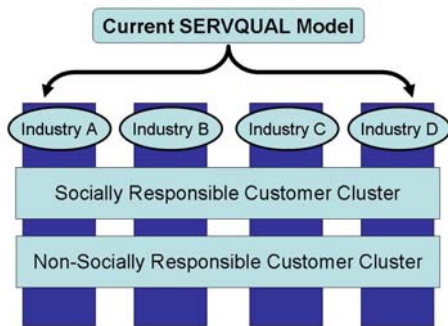 Current SERVQUAL Model
Industry A
Industry B
Industry C
Industry D
Socially Responsible Customer Cluster
Non-Socially Responsible Customer Cluster